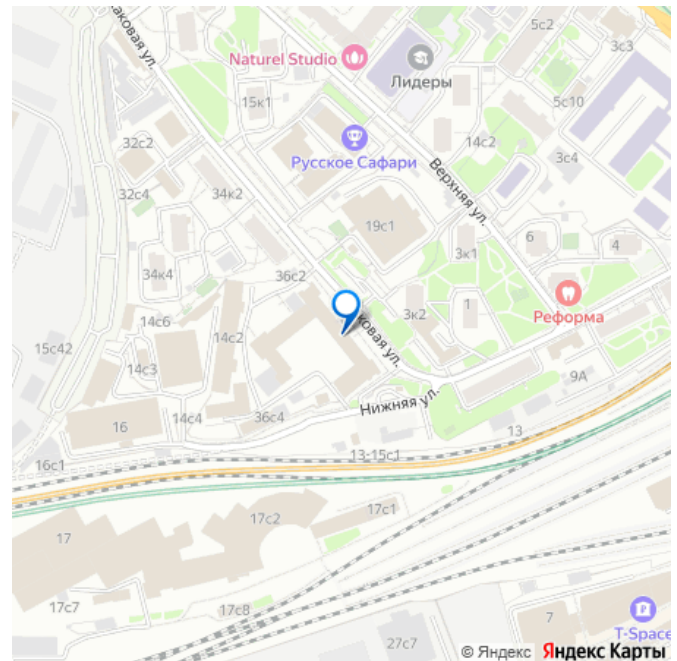 аковая ул.
5с2
3с3
Naturel Studio
Лидеры
15к1
5с10
32с2
Русское Сафари
14с2
Верхняя ул.
3с4
32с4
34к2
19с1
3к1
6
4
34к4
36с2
1
3к2
Реформа
14с6
14с2
ковая ул.
15с42
14с3
9А
Нижняя ул.
16
14с4
36с4
13
13-15с1
16с1
17с1
17с2
17
17с7
17с8
7
T-Space
27с7
© Яндекс Яндекс Карты